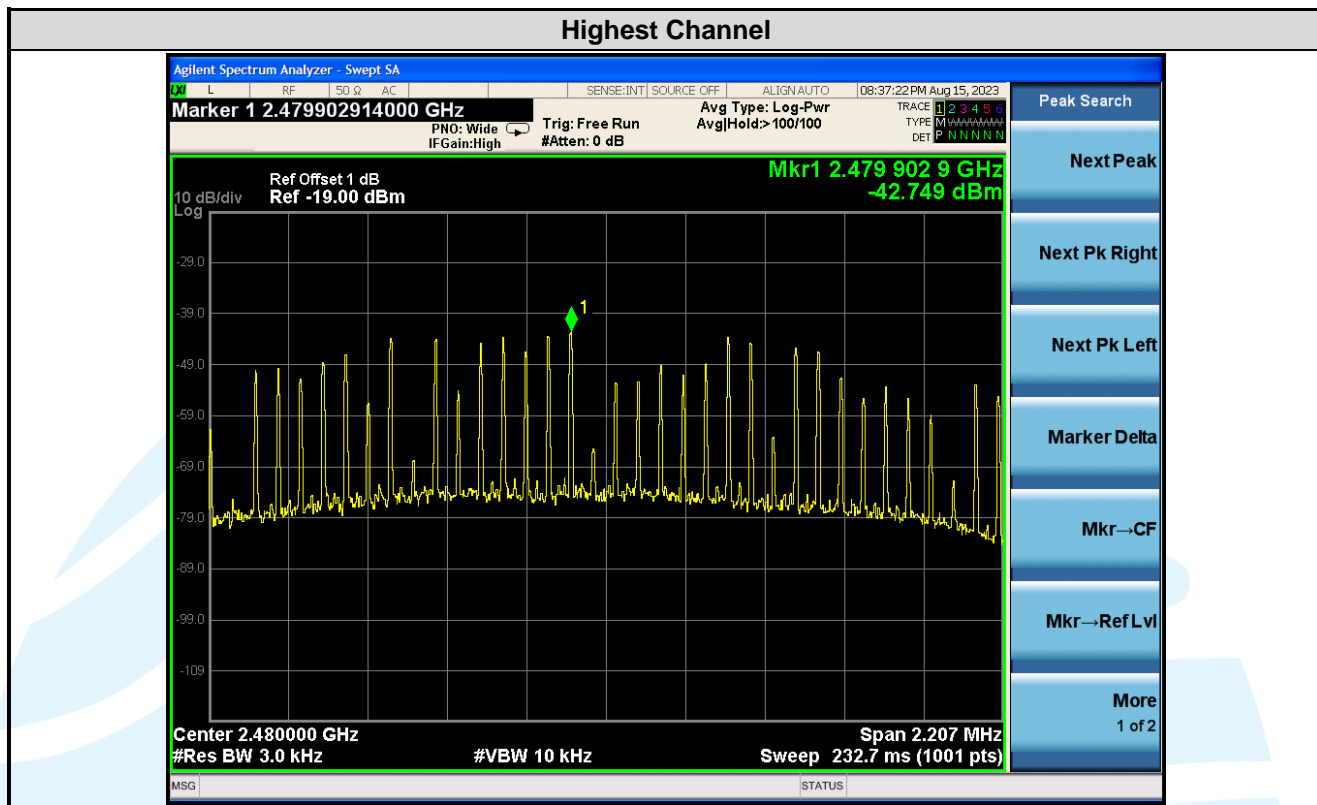 Highest Channel
Agilent Spectrum Analyzer - Swept SA
LXI L RF 50 Ω AC SENSE:INT SOURCE OFF ALIGN AUTO 08:37:22 PM Aug 15, 2023
Marker 1 2.479902914000 GHz
PNO: Wide
IFGain:High
Trig: Free Run
#Atten: 0 dB
Avg Type: Log-Pwr
Avg|Hold:>100/100
TRACE 1 2 3 4 5 6
TYPE M
DET P N N N N N
Peak Search
Mkr1 2.479 902 9 GHz
-42.749 dBm
Ref Offset 1 dB
10 dB/div Ref -19.00 dBm
Log
1
-29.0
-39.0
-49.0
-59.0
-69.0
-79.0
-89.0
-99.0
-109
Center 2.480000 GHz Span 2.207 MHz
#Res BW 3.0 kHz #VBW 10 kHz Sweep 232.7 ms (1001 pts)
Next Peak
Next Pk Right
Next Pk Left
Marker Delta
Mkr→CF
Mkr→Ref Lvl
More
1 of 2
MSG STATUS